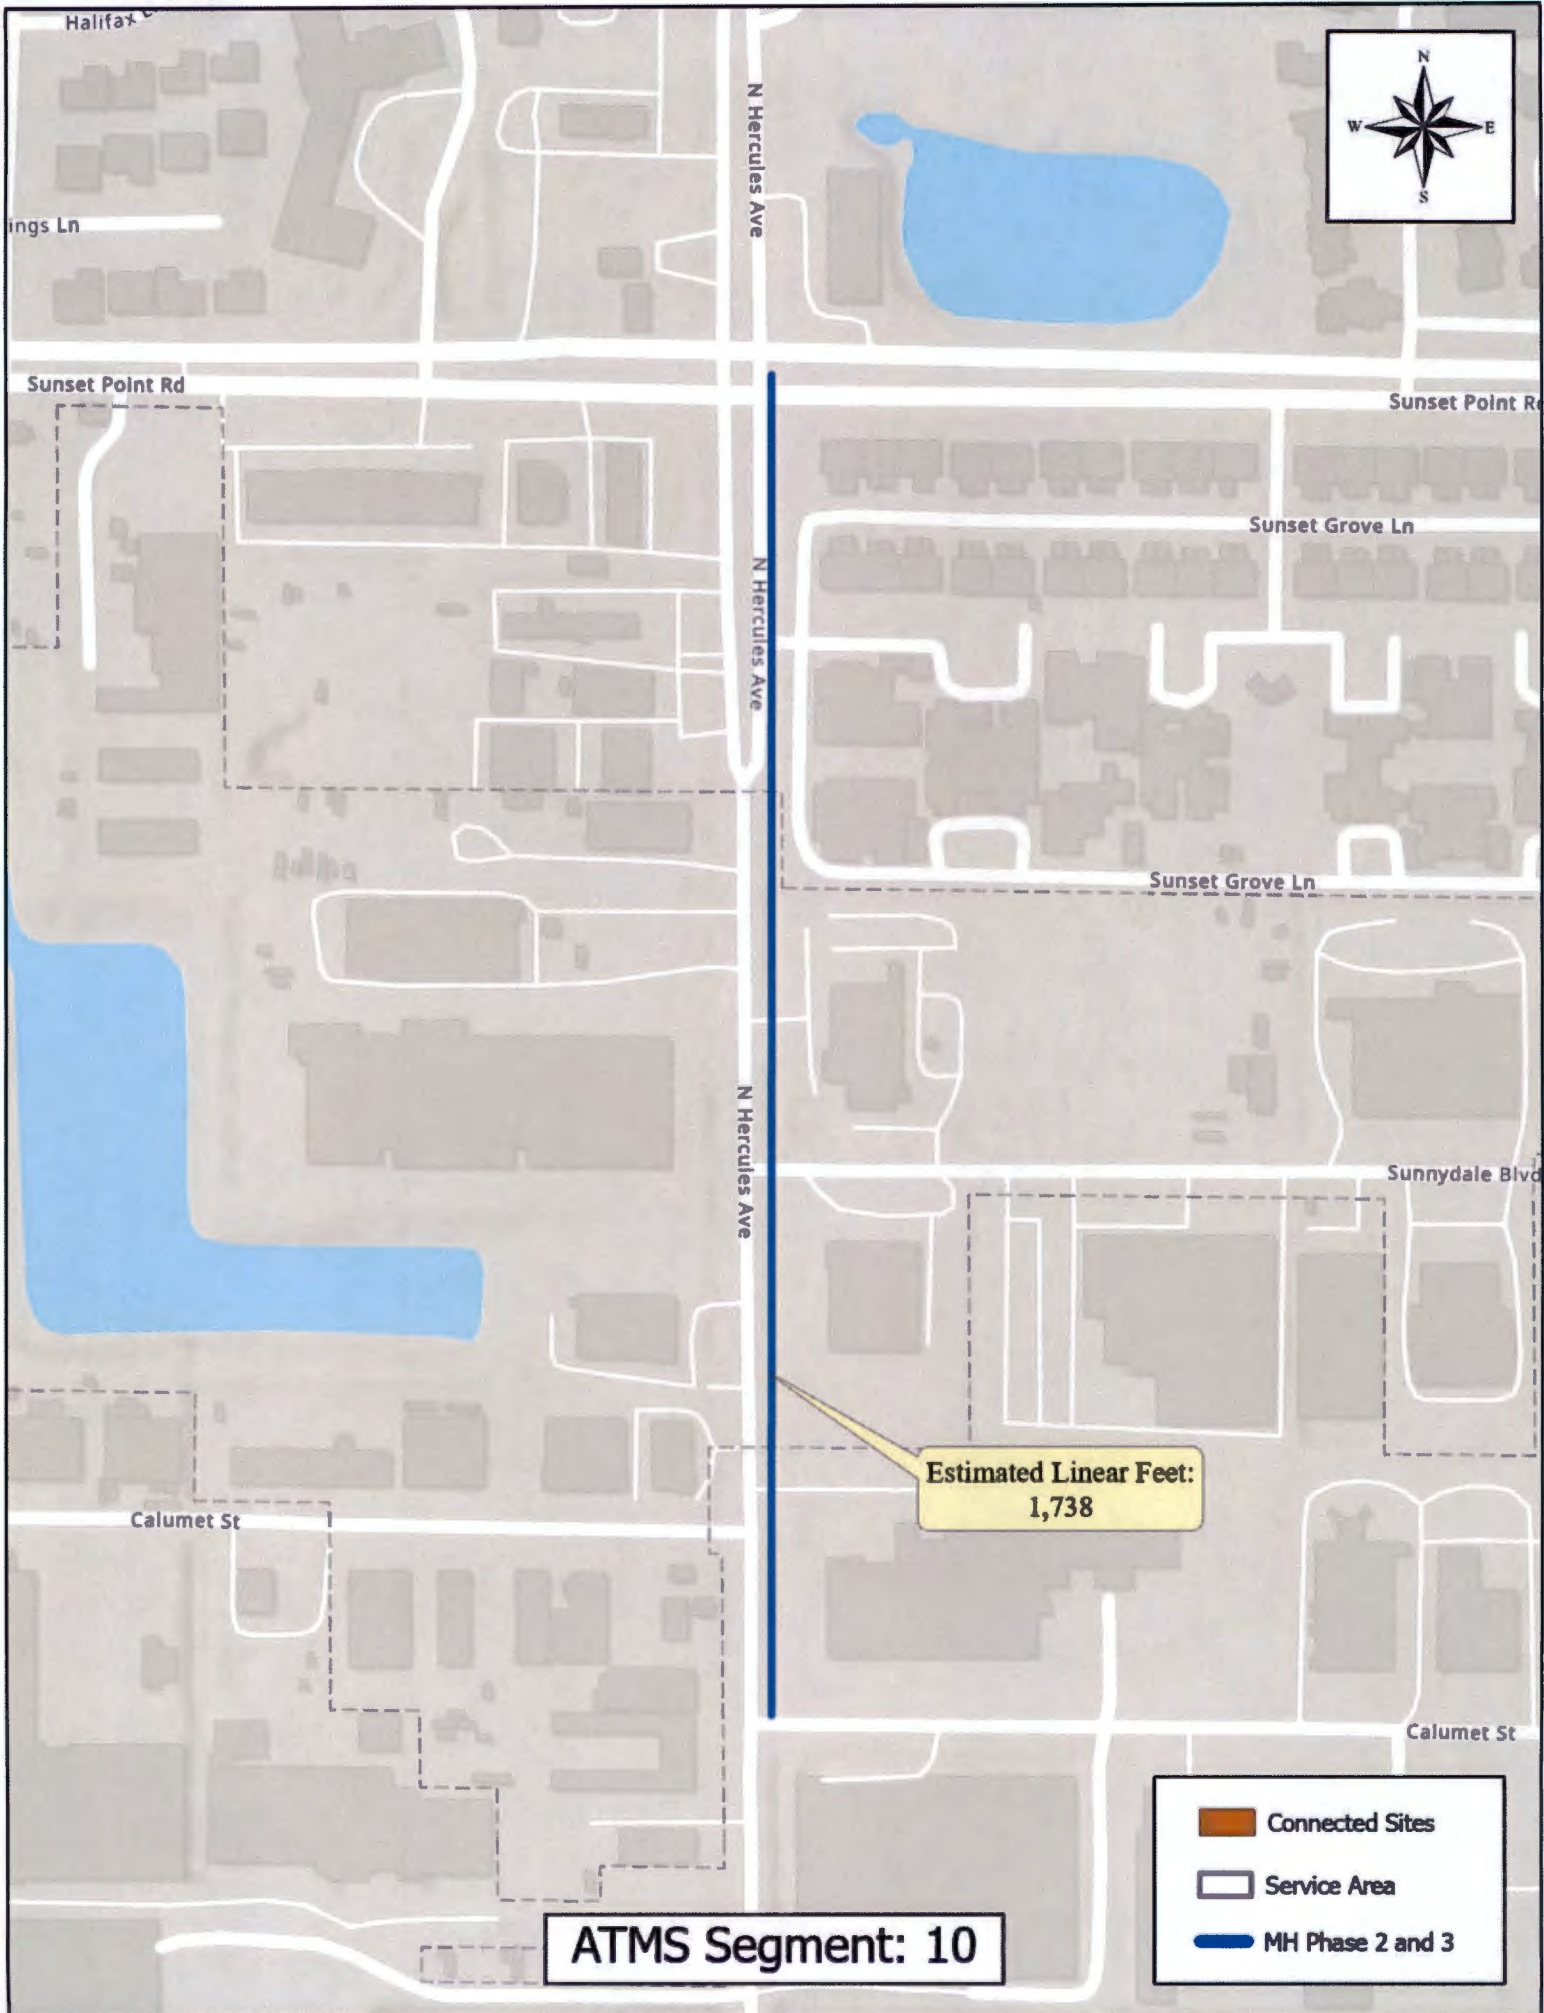 Halifax
N
W
E
S
N Hercules Ave
ings Ln
Sunset Point Rd
Sunset Point R
Sunset Grove Ln
N Hercules Ave
Sunset Grove Ln
N Hercules Ave
Sunnydale Blvd
Estimated Linear Feet:
1,738
Calumet St
Calumet St
Connected Sites
Service Area
MH Phase 2 and 3
ATMS Segment: 10